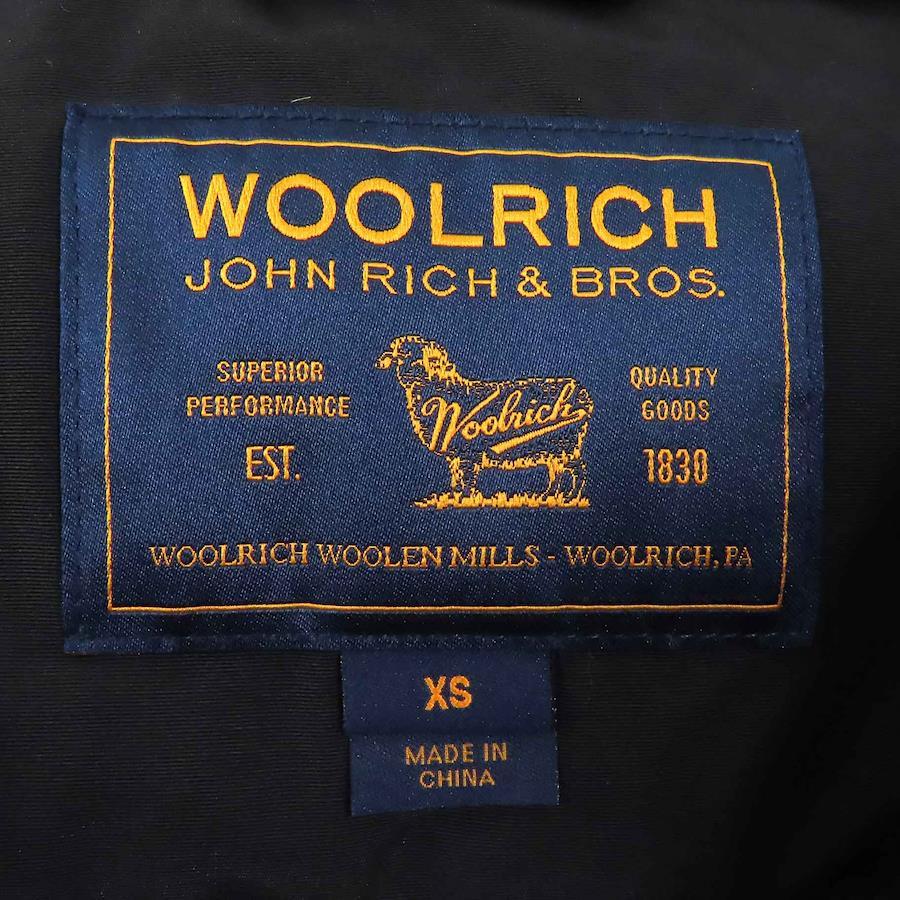 WOOLRICH
JOHN RICH & BROS.
SUPERIOR
PERFORMANCE
EST.
Woolrich
QUALITY
GOODS
1830
WOOLRICH WOOLEN MILLS - WOOLRICH, PA
XS
MADE IN
CHINA